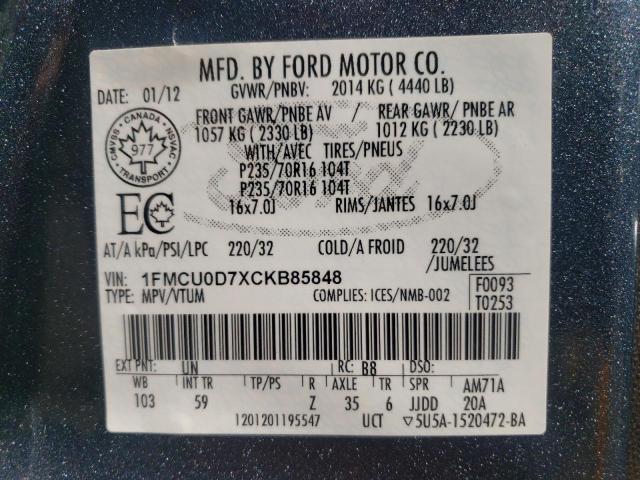 MFD. BY FORD MOTOR CO.
DATE: 01/12 GVWR/PNBV: 2014 KG ( 4440 LB)
FRONT GAWR/PNBE AV / REAR GAWR/ PNBE AR
1057 KG ( 2330 LB) 1012 KG ( 2230 LB)
WITH/AVEC TIRES/PNEUS
P235/70R16 104T
P235/70R16 104T
16x7.0J RIMS/JANTES 16x7.0J
CMVSS CANADA NSVAC
977
TRANSPORT
EC
AT/A kPa/PSI/LPC 220/32 COLD/A FROID 220/32
/JUMELEES
VIN: 1FMCU0D7XCKB85848
TYPE: MPV/VTUM COMPLIES: ICES/NMB-002
F0093
T0253
EXT PNT: UN RC: B8 DSO:
WB INT TR TP/PS R AXLE TR SPR AM71A
103 59 Z 35 6 JJDD 20A
1201201195547 UCT ▽5U5A-1520472-BA